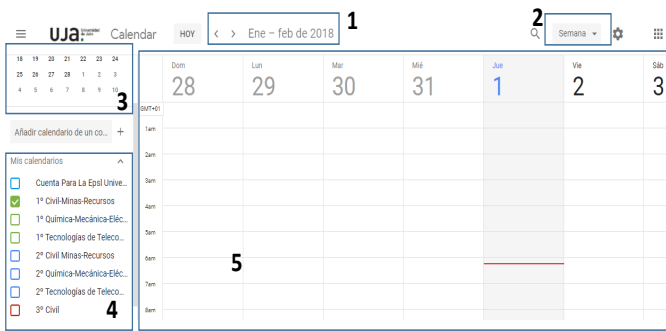 1
2
uja. Universidad de Jaén Calendar HOY < > Ene – feb de 2018 Semana
18 19 20 21 22 23 24
25 26 27 28 1 2 3
4 5 6 7 8 9 10
3
Dom Lun Mar Mié Jue Vie Sáb
28 29 30 31 1 2 3
GMT+01
Añadir calendario de un co... +
1am
Mis calendarios
2am
Cuenta Para La Epsl Unive...
3am
1º Civil-Minas-Recursos
4am
1º Química-Mecánica-Eléc...
1º Tecnologías de Teleco...
5am
2º Civil Minas-Recursos
6am
5
2º Química-Mecánica-Eléc...
7am
2º Tecnologías de Teleco...
3º Civil
4
8am